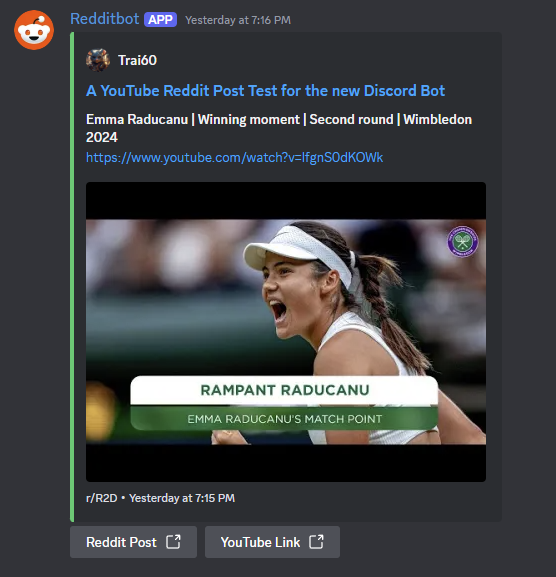 Redditbot APP Yesterday at 7:16 PM
Trai60
A YouTube Reddit Post Test for the new Discord Bot
Emma Raducanu | Winning moment | Second round | Wimbledon
2024
https://www.youtube.com/watch?v=lfgnS0dKOWk
RAMPANT RADUCANU
EMMA RADUCANU'S MATCH POINT
r/R2D • Yesterday at 7:15 PM
Reddit Post
YouTube Link